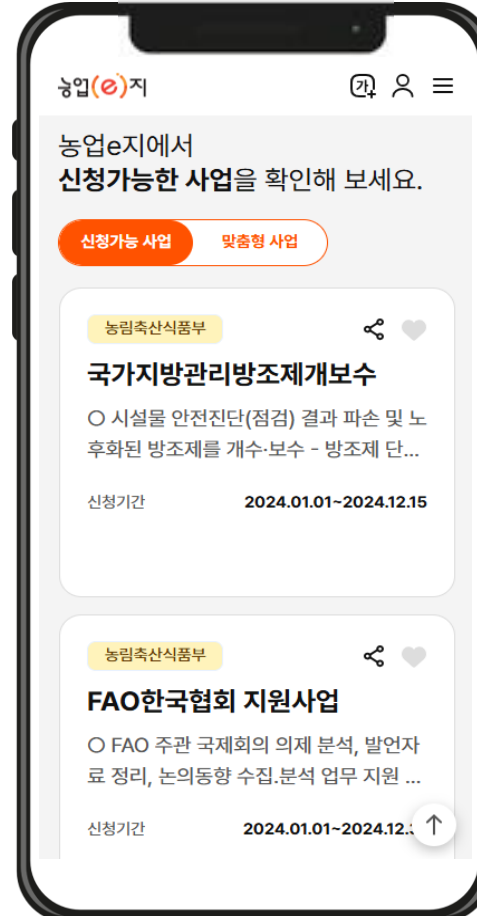 농업(e)지
가+
농업e지에서
신청가능한 사업을 확인해 보세요.
신청가능 사업 맞춤형 사업
농림축산식품부
국가지방관리방조제개보수
○ 시설물 안전진단(점검) 결과 파손 및 노
후화된 방조제를 개수·보수 - 방조제 단...
신청기간 2024.01.01~2024.12.15
농림축산식품부
FAO한국협회 지원사업
○ FAO 주관 국제회의 의제 분석, 발언자
료 정리, 논의동향 수집.분석 업무 지원 ...
신청기간 2024.01.01~2024.12.